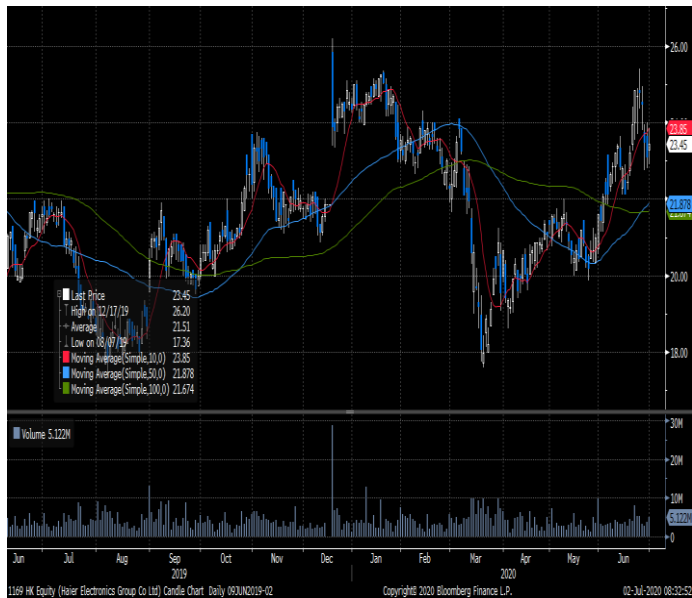 26.00
23.85
23.45
21.878
21.674
20.00
18.00
Last Price 23.45
High on 12/17/19 26.20
Average 21.51
Low on 08/07/19 17.36
Moving Average(Simple,10,0) 23.85
Moving Average(Simple,50,0) 21.878
Moving Average(Simple,100,0) 21.674
Volume 5.122M
30M
20M
10M
5.122M
0
Jun Jul Aug Sep Oct Nov Dec Jan Feb Mar Apr May Jun
2019 2020
1169 HK Equity (Haier Electronics Group Co Ltd) Candle Chart Daily 09JUN2019-02
Copyright© 2020 Bloomberg Finance L.P.
02-Jul-2020 08:32:52